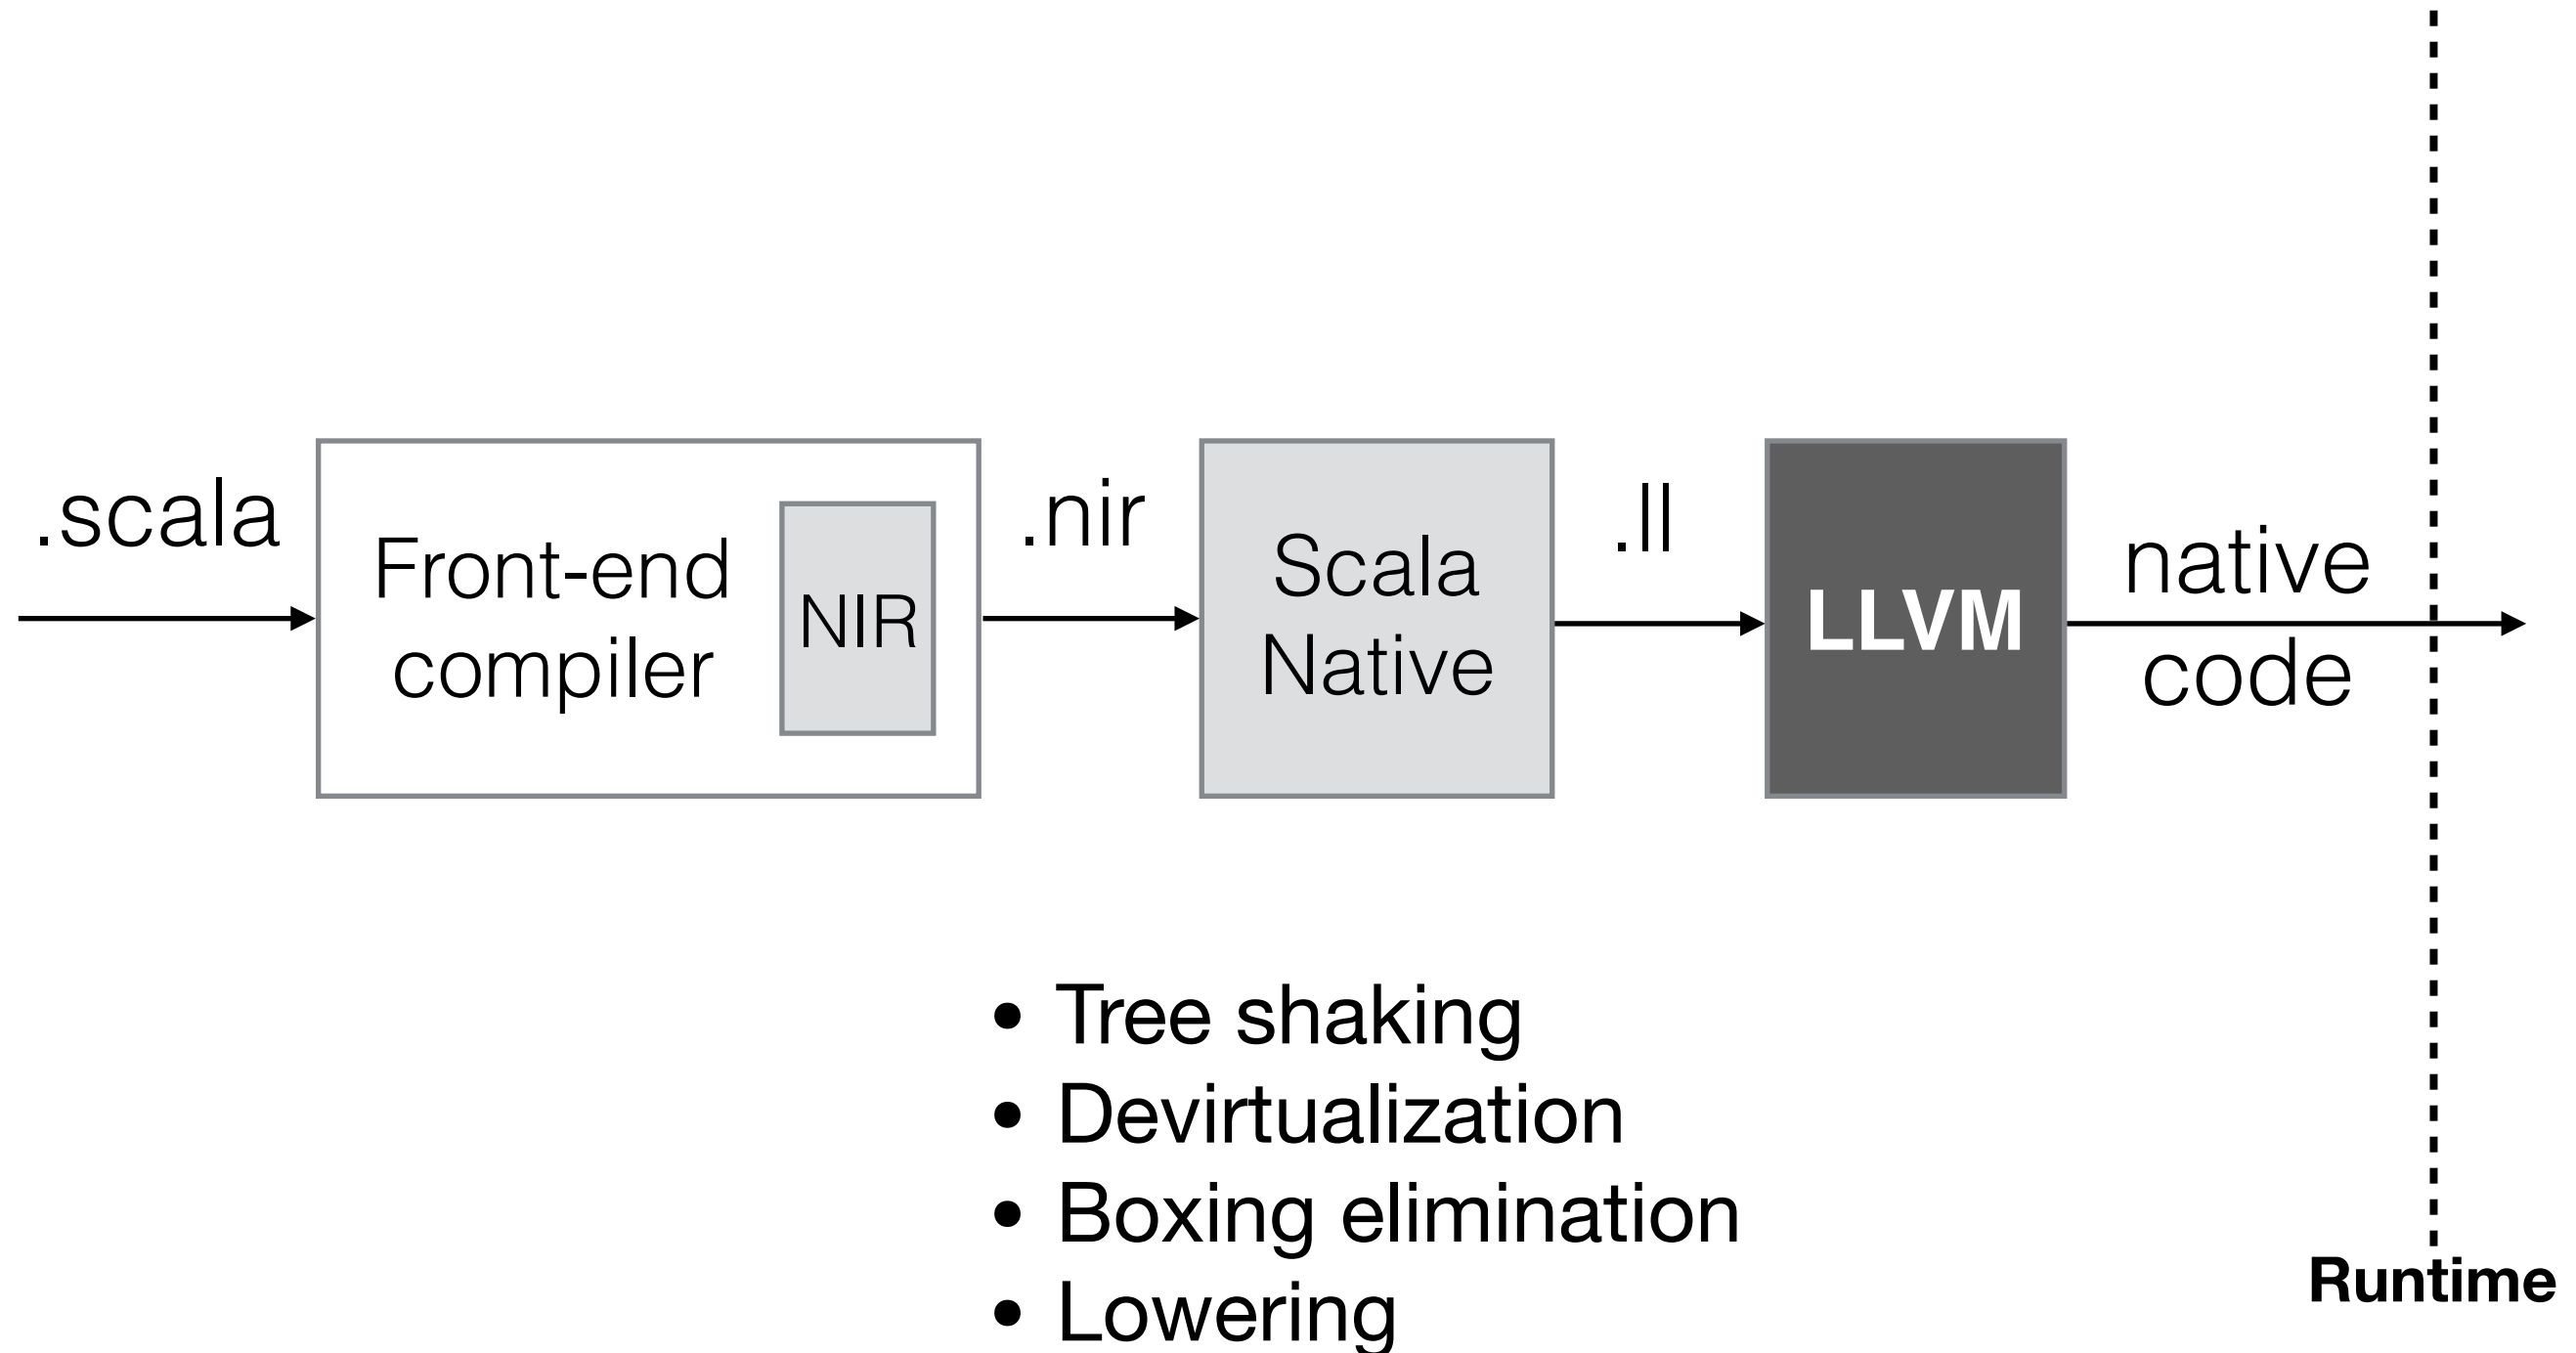 .scala
Front-end
compiler
NIR
.nir
Scala
Native
.ll
LLVM
native
code
• Tree shaking
• Devirtualization
• Boxing elimination
• Lowering
Runtime